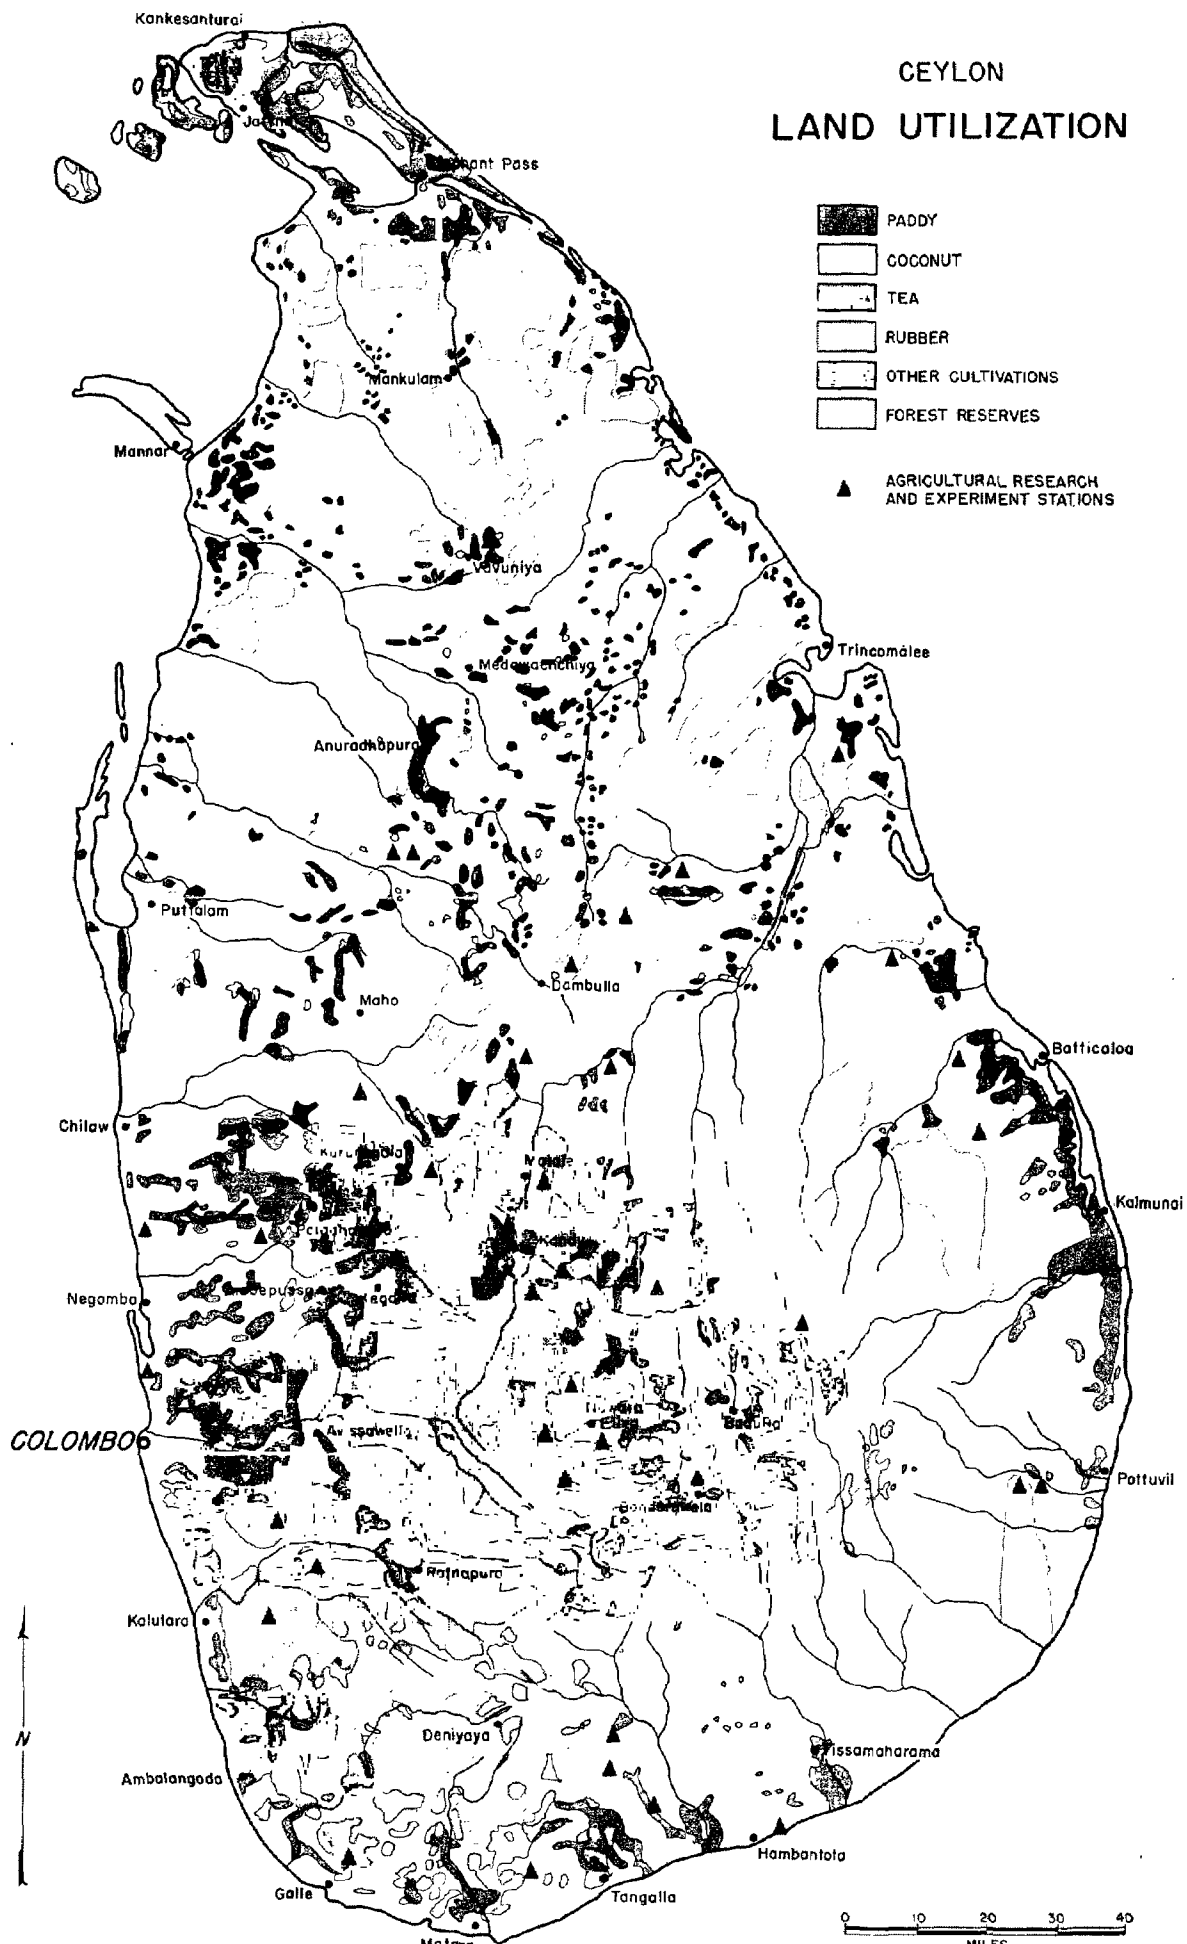 CEYLON
LAND UTILIZATION
PADDY
COCONUT
TEA
RUBBER
OTHER CULTIVATIONS
FOREST RESERVES
AGRICULTURAL RESEARCH
AND EXPERIMENT STATIONS
Kankesanturai
Pass
Mankulam
Mannar
Vavuniya
Trincomalee
Medawachchiya
Anuradhapura
Puttalam
Dambulla
Maho
Batticaloa
Chilaw
Kalmunai
Negombo
COLOMBO
Pottuvil
Ratnapura
Kalutara
N
Deniyaya
Ambalangoda
Tissamaharama
Hambantota
Galle
Tangalla
0 10 20 30 40
MILES